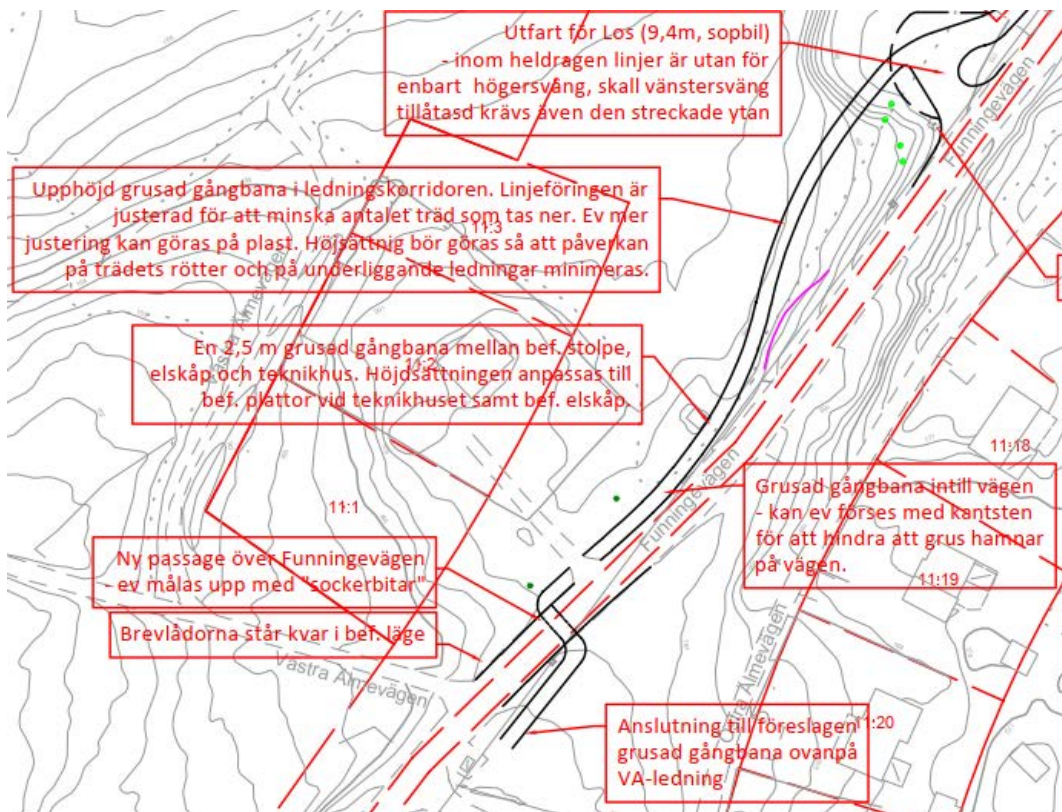 Utfart för Los (9,4m, sopbil)
- inom heldragen linjer är utan för
enbart högersvång, skall vänstersväng
tillåtasd krävs även den streckade ytan
Funningevägen
Upphöjd grusad gångbana i ledningskorridoren. Linjeföringen är
justerad för att minska antalet träd som tas ner. Ev mer
justering kan göras på plast. Höjsättnig bör göras så att påverkan
på trädets rötter och på underliggande ledningar minimeras.
11:3
Västra Älmevägen
En 2,5 m grusad gångbana mellan bef. stolpe,
elskåp och teknikhus. Höjdsättningen anpassas till
bef. plattor vid teknikhuset samt bef. elskåp.
11:2
11:18
Funningevägen
Grusad gångbana intill vägen
- kan ev förses med kantsten
för att hindra att grus hamnar
på vägen.
11:1
11:19
Ny passage över Funningevägen
- ev målas upp med "sockerbitar"
Brevlådorna står kvar i bef. läge
Västra Älmevägen
Östra Älmevägen
Anslutning till föreslagen
grusad gångbana ovanpå
VA-ledning
11:20